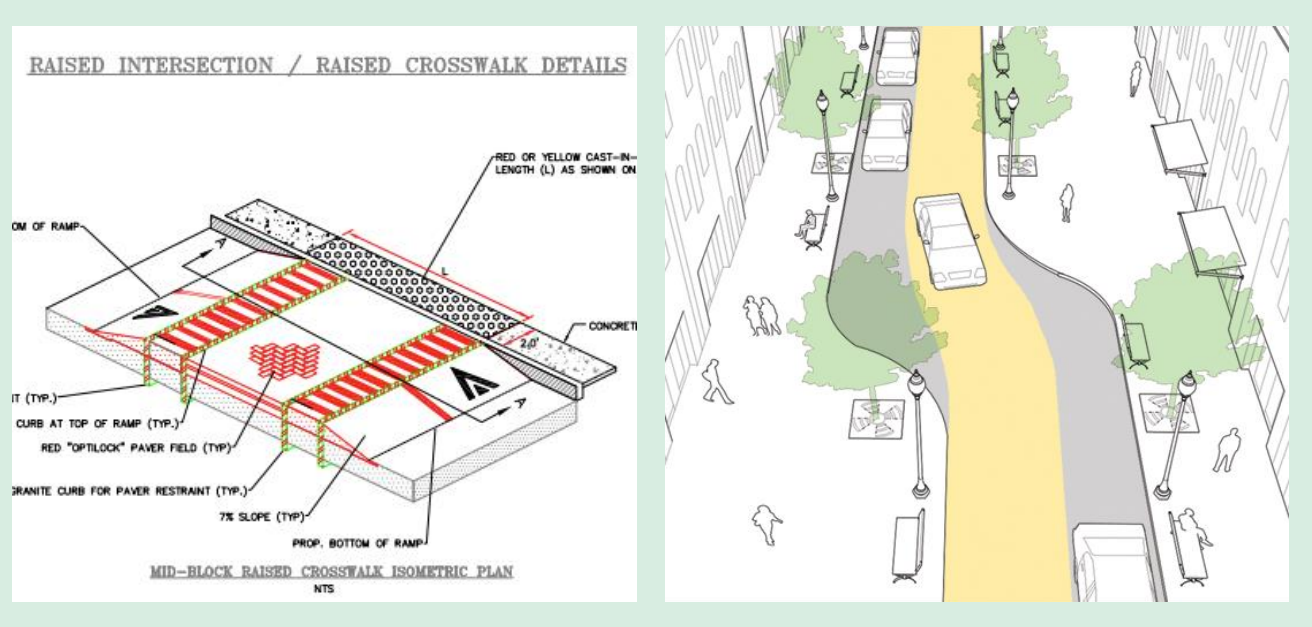 RAISED INTERSECTION / RAISED CROSSWALK DETAILS
RED OR YELLOW CAST-IN-
LENGTH (L) AS SHOWN ON
OM OF RAMP
A
L
CONCRET
2.0'
A
T (TYP.)
CURB AT TOP OF RAMP (TYP.)
RED "OPTILOCK" PAVER FIELD (TYP)
GRANITE CURB FOR PAVER RESTRAINT (TYP.)
7% SLOPE (TYP)
PROP. BOTTOM OF RAMP
MID-BLOCK RAISED CROSSWALK ISOMETRIC PLAN
NTS